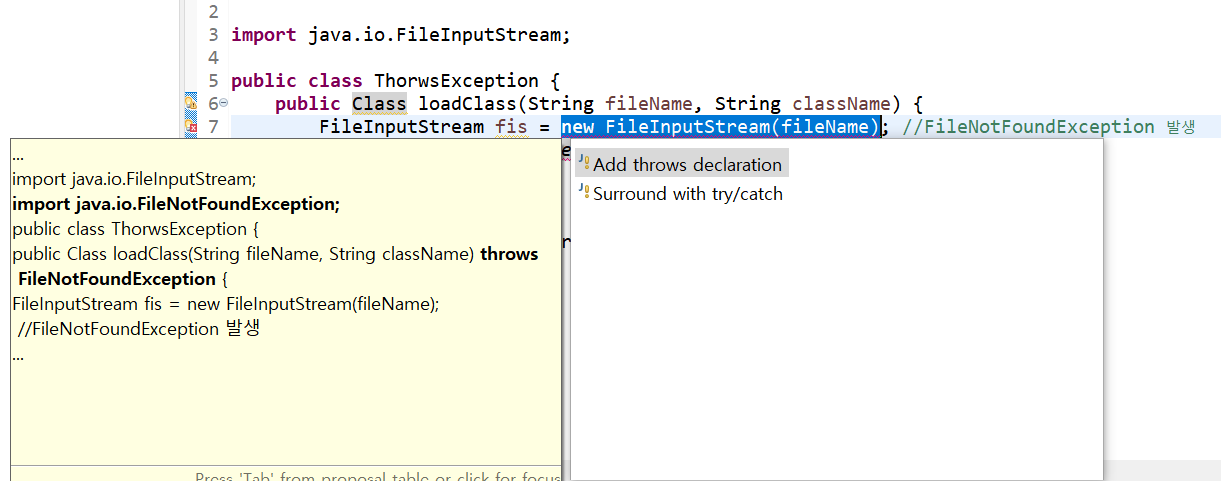 2
3 import java.io.FileInputStream;
4
5 public class ThorwsException {
6 public Class loadClass(String fileName, String className) {
7 FileInputStream fis = new FileInputStream(fileName); //FileNotFoundException 발생
...
import java.io.FileInputStream;
import java.io.FileNotFoundException;
public class ThorwsException {
public Class loadClass(String fileName, String className) throws
FileNotFoundException {
FileInputStream fis = new FileInputStream(fileName);
//FileNotFoundException 발생
...
Press 'Tab' from proposal table or click for focus
Add throws declaration
Surround with try/catch